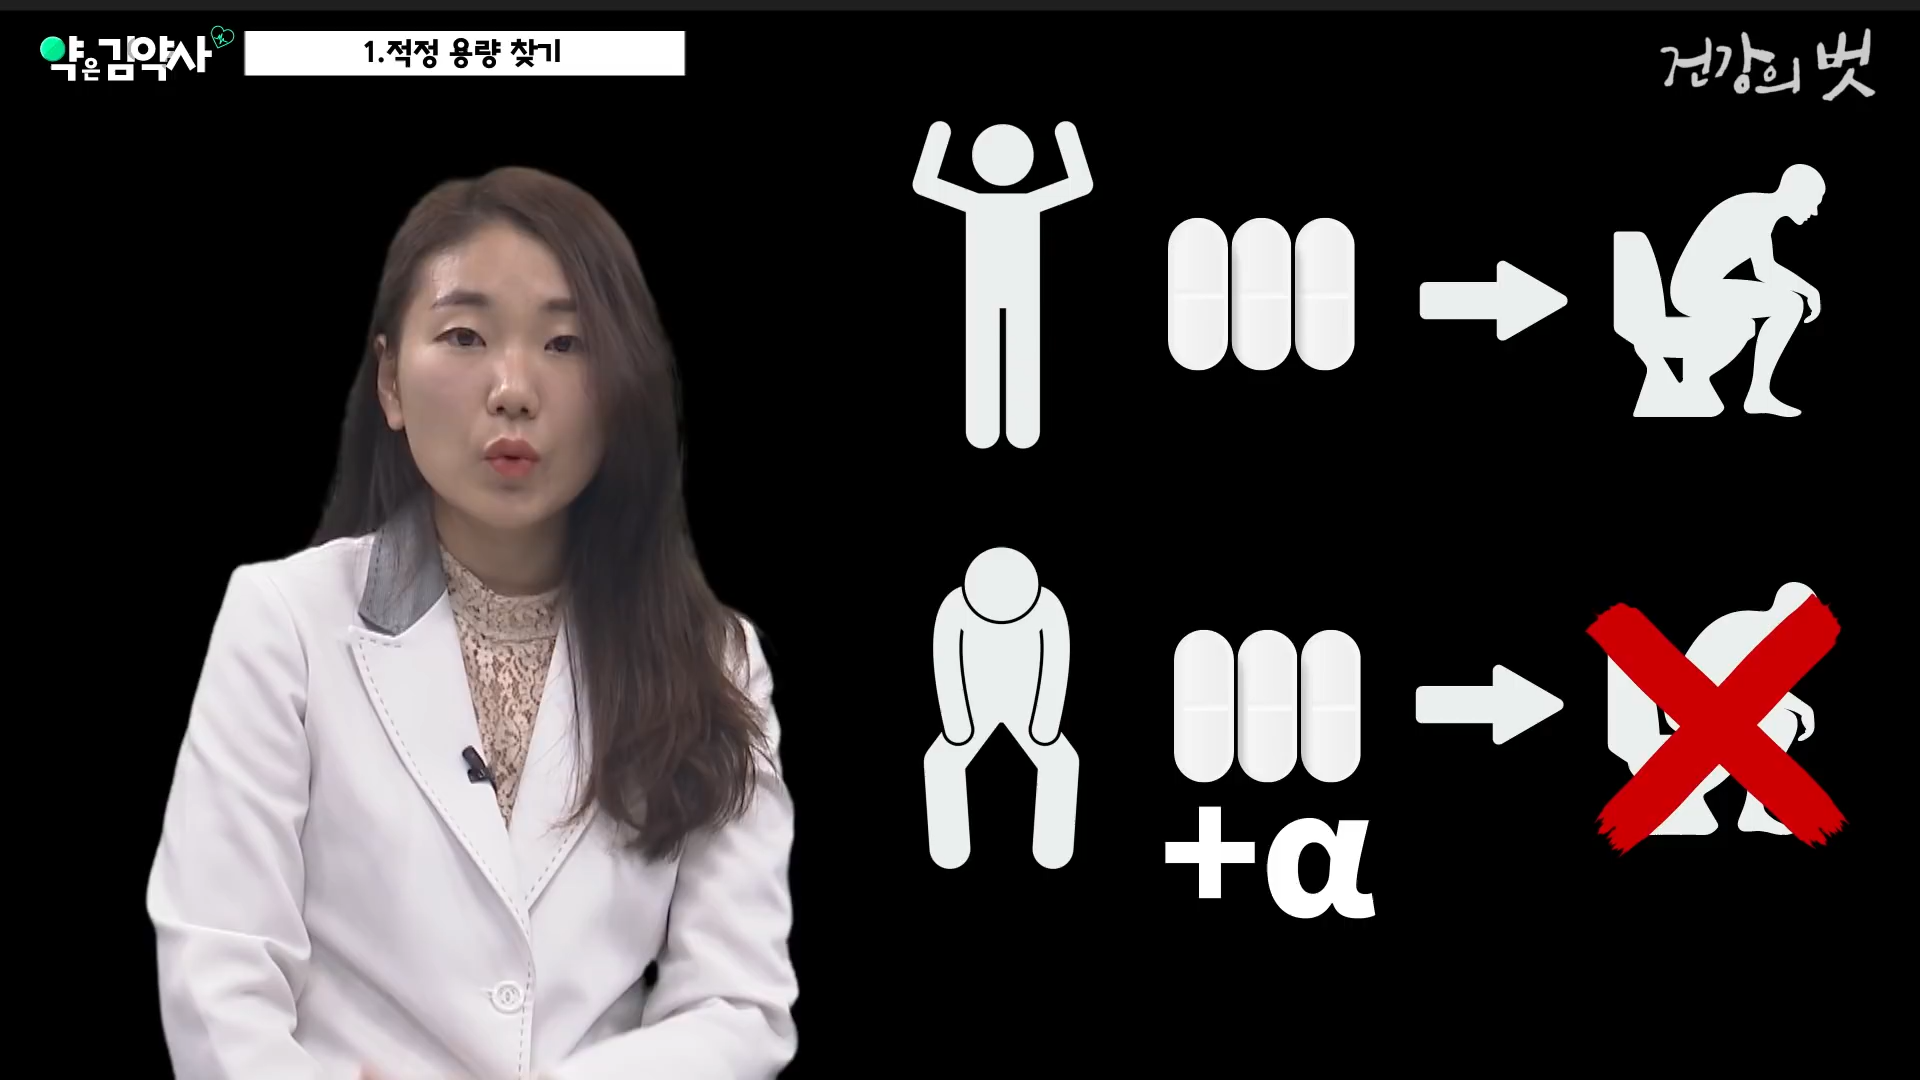 약은 김약사
1.적정 용량 찾기
건강의 벗
+α